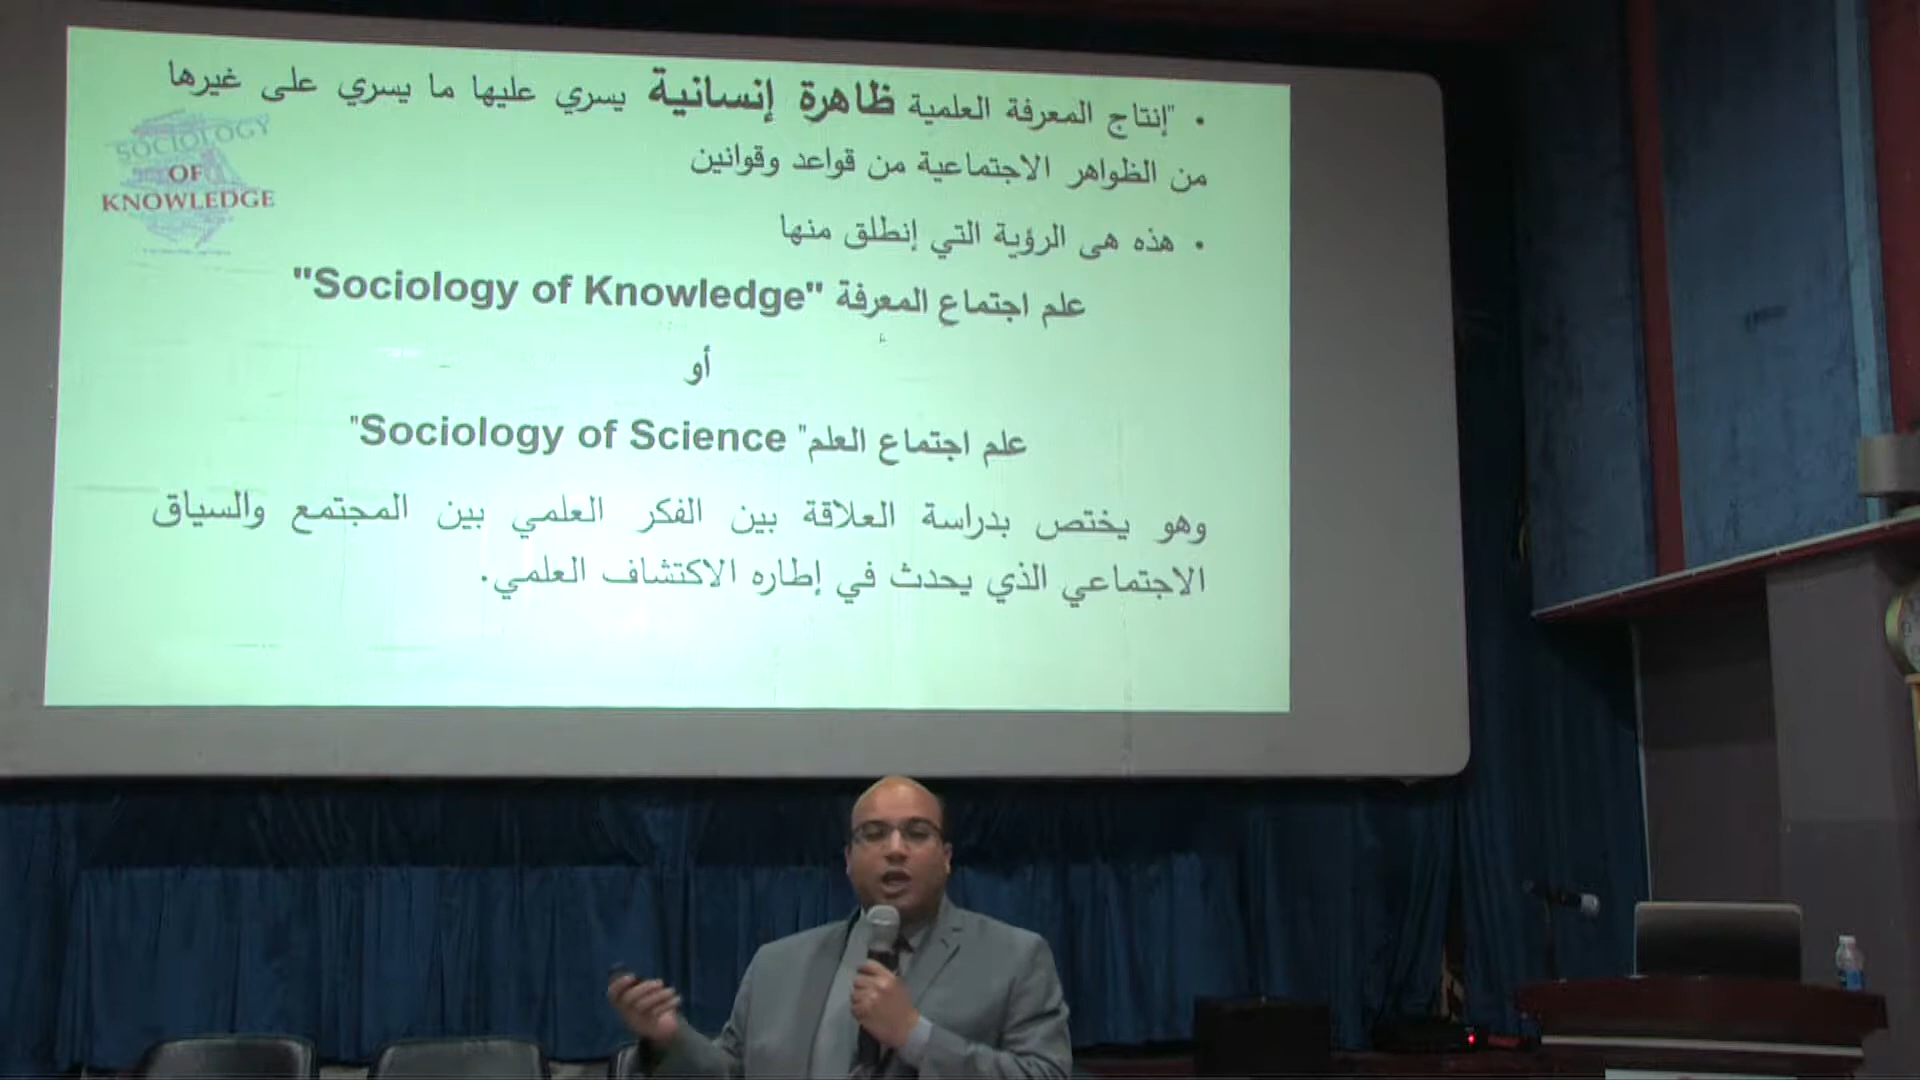 • "إنتاج المعرفة العلمية ظاهرة إنسانية يسري عليها ما يسري على غيرها
من الظواهر الاجتماعية من قواعد وقوانين
• هذه هى الرؤية التي إنطلق منها
علم اجتماع المعرفة "Sociology of Knowledge"
أو
علم اجتماع العلم" Sociology of Science"
وهو يختص بدراسة العلاقة بين الفكر العلمي بين المجتمع والسياق
الاجتماعي الذي يحدث في إطاره الاكتشاف العلمي.
SOCIOLOGY
OF
KNOWLEDGE